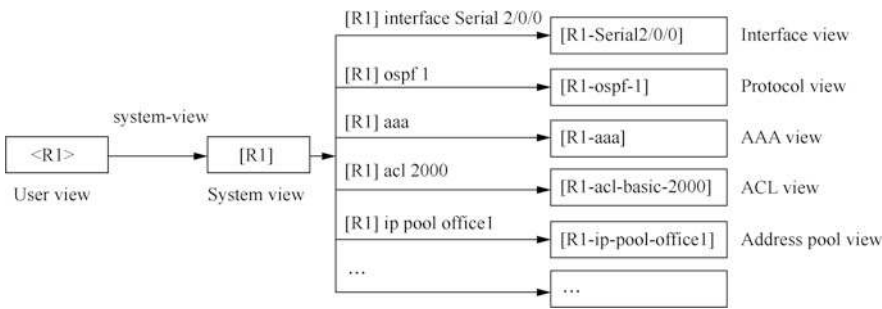 [R1] interface Serial 2/0/0
[R1-Serial2/0/0] Interface view
[R1] ospf 1
[R1-ospf-1] Protocol view
system-view
[R1] aaa
<R1> [R1] [R1-aaa] AAA view
User view System view
[R1] acl 2000
[R1-acl-basic-2000] ACL view
[R1] ip pool office1
[R1-ip-pool-office1] Address pool view
...
...